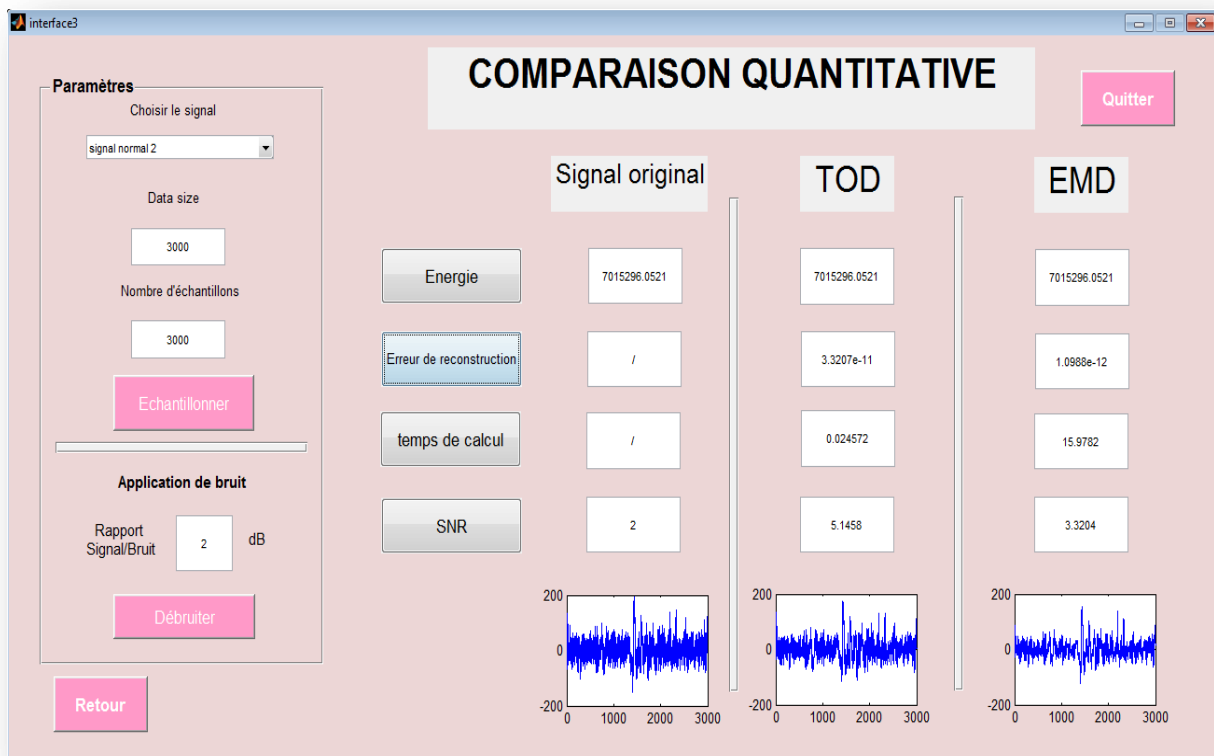 interface3
COMPARAISON QUANTITATIVE
Quitter
Paramètres
Choisir le signal
signal normal 2
Data size
3000
Nombre d'échantillons
3000
Echantillonner
Application de bruit
Rapport
Signal/Bruit
2
dB
Débruiter
Retour
Signal original
TOD
EMD
Energie
7015296.0521
7015296.0521
7015296.0521
Erreur de reconstruction
/
3.3207e-11
1.0988e-12
temps de calcul
/
0.024572
15.9782
SNR
2
5.1458
3.3204
200
0
-200
0
1000
2000
3000
200
0
-200
0
1000
2000
3000
200
0
-200
0
1000
2000
3000